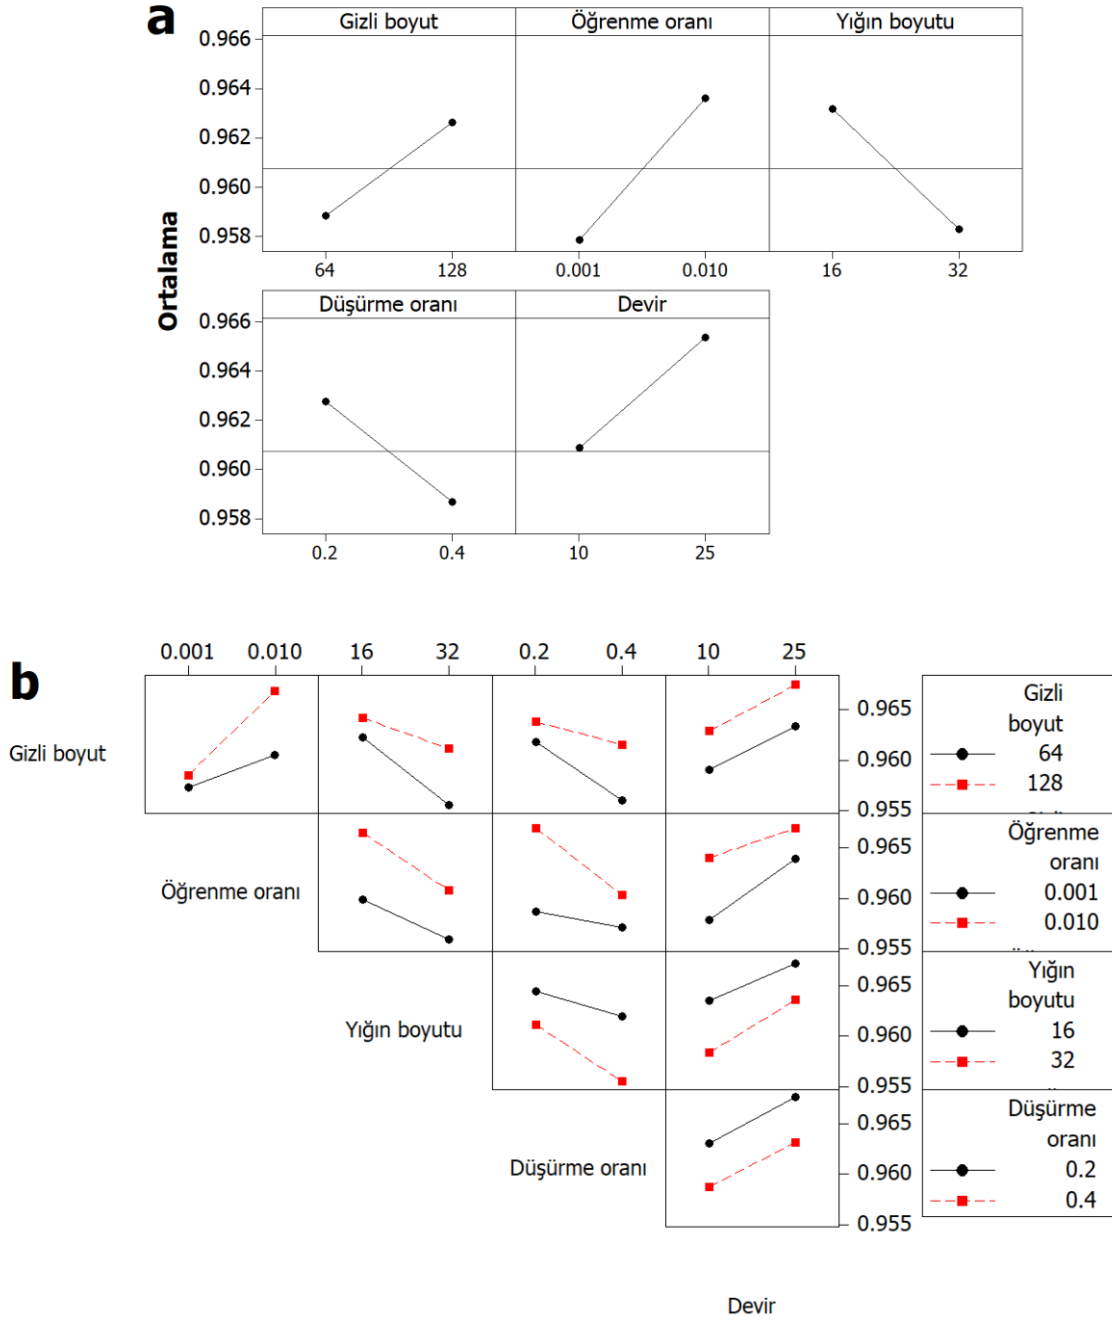 a
Gizli boyut Öğrenme oranı Yığın boyutu
0.966
0.964
0.962
0.960
0.958
64 128 0.001 0.010 16 32
Ortalama
Düşürme oranı Devir
0.966
0.964
0.962
0.960
0.958
0.2 0.4 10 25
b
0.001 0.010 16 32 0.2 0.4 10 25
Gizli boyut
0.965
0.960
0.955
Gizli
boyut
64
128
Öğrenme oranı
0.965
0.960
0.955
Öğrenme
oranı
0.001
0.010
Yığın boyutu
0.965
0.960
0.955
Yığın
boyutu
16
32
Düşürme oranı
0.965
0.960
0.955
Düşürme
oranı
0.2
0.4
Devir